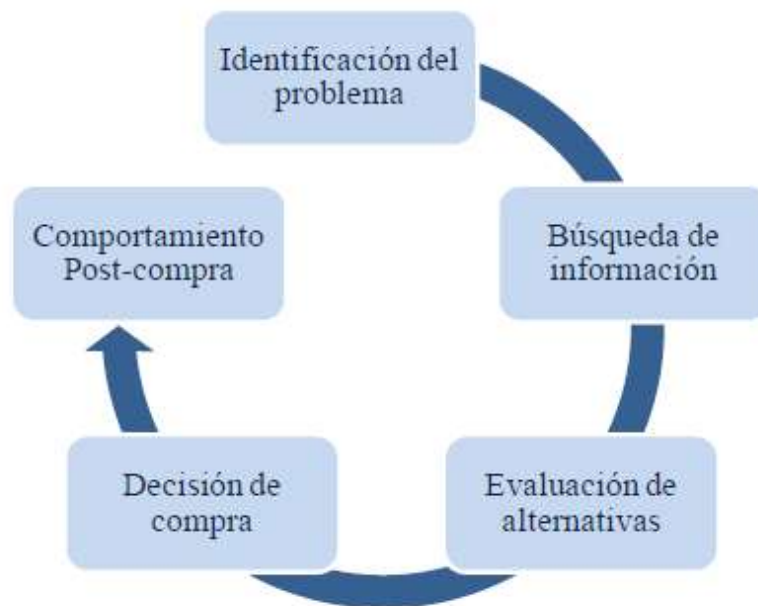 Identificación del
problema
Búsqueda de
información
Evaluación de
alternativas
Decisión de
compra
Comportamiento
Post-compra